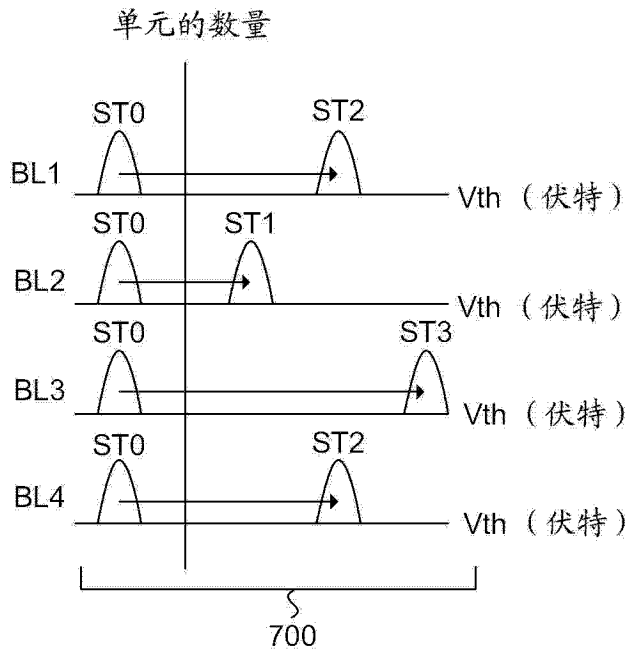 单元的数量
ST0 ST2
BL1 Vth（伏特）
ST0 ST1
BL2 Vth（伏特）
ST0 ST3
BL3 Vth（伏特）
ST0 ST2
BL4 Vth（伏特）
700